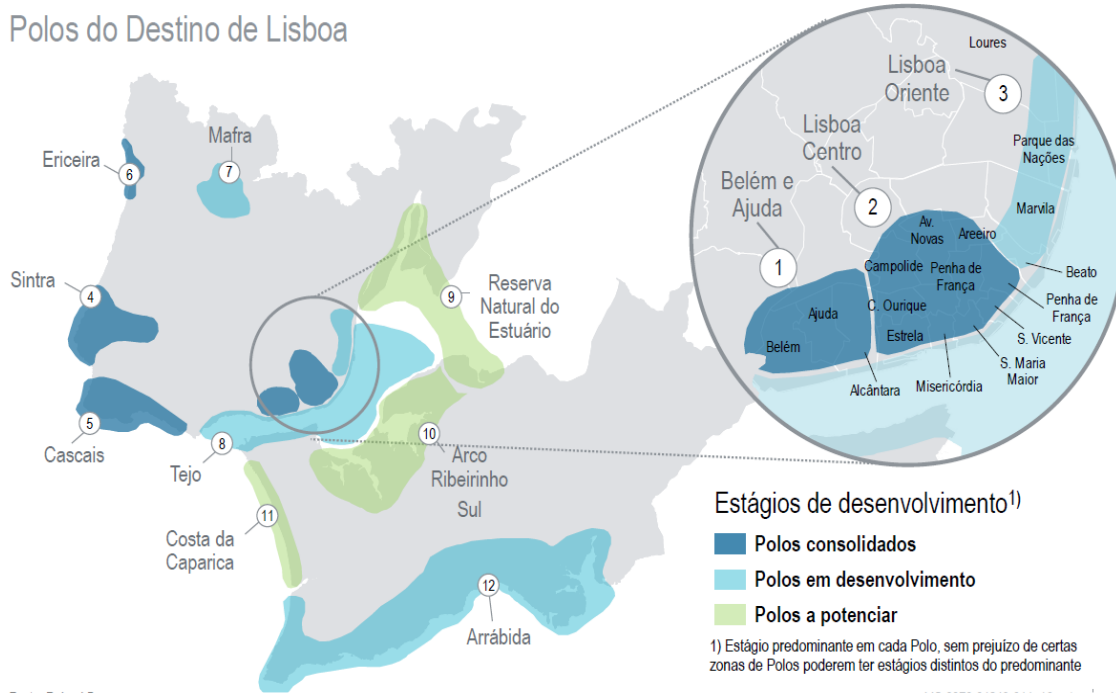 Polos do Destino de Lisboa
Ericeira
6
Mafra
7
Sintra
4
5
Cascais
8
Tejo
9
Reserva
Natural do
Estuário
10
Arco
Ribeirinho
Sul
11
Costa da
Caparica
12
Arrábida
Loures
Lisboa
Oriente
3
Lisboa
Centro
2
Belém e
Ajuda
1
Parque das
Nações
Marvila
Av.
Novas
Areeiro
Campolide
Penha de
França
Beato
Penha de
França
Ajuda
C. Ourique
Estrela
S. Vicente
Belém
S. Maria
Maior
Alcântara
Misericórdia
Estágios de desenvolvimento1)
Polos consolidados
Polos em desenvolvimento
Polos a potenciar
1) Estágio predominante em cada Polo, sem prejuízo de certas
zonas de Polos poderem ter estágios distintos do predominante